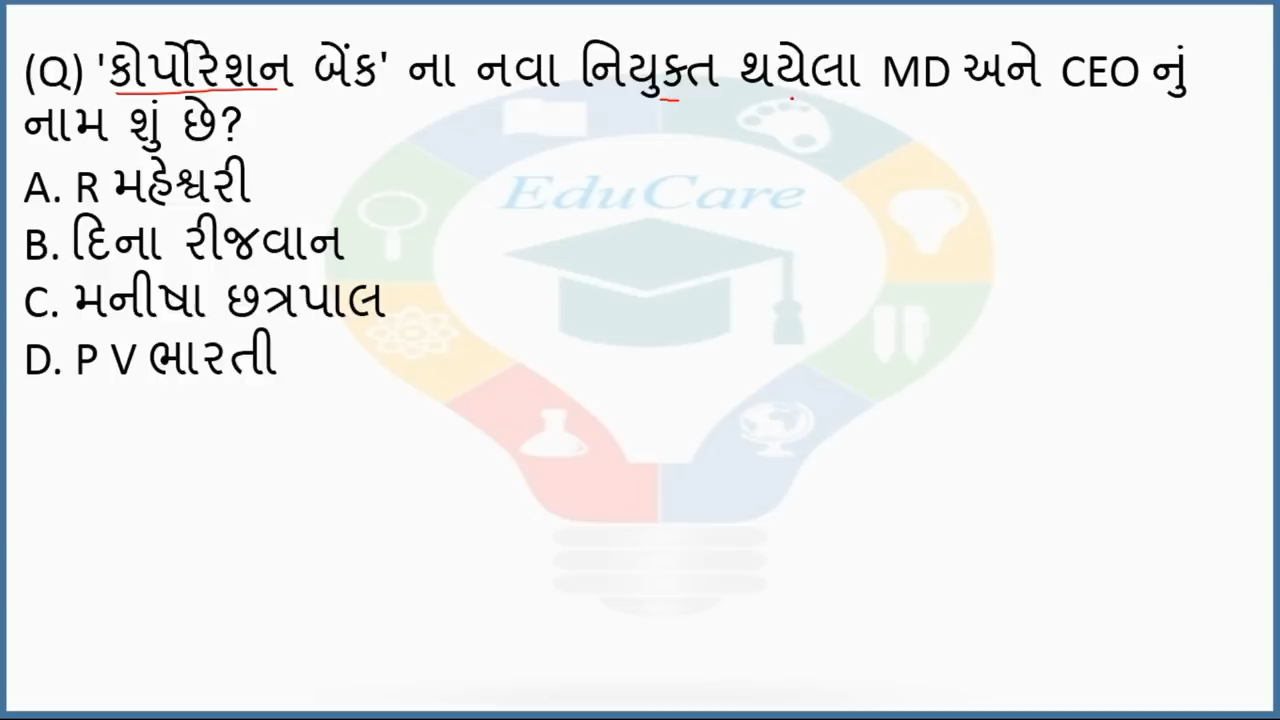 (Q) 'કોર્પોરેશન બેંક' ના નવા નિયુક્ત થયેલા MD અને CEO નું
નામ શું છે?
EduCare
A. R મહેશ્વરી
B. દિના રીજવાન
C. મનીષા છત્રપાલ
D. P V ભારતી